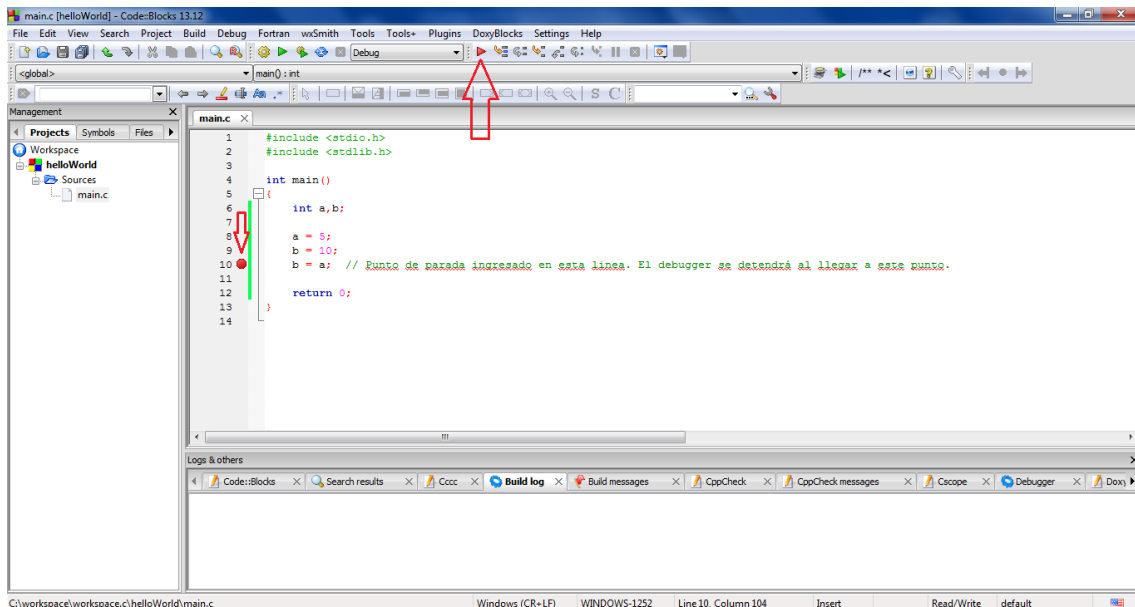 main.c [helloWorld] - Code::Blocks 13.12
File Edit View Search Project Build Debug Fortran wxSmith Tools Tools+ Plugins DoxyBlocks Settings Help
Debug
<global> main() : int /** *<
S C
Management
Projects Symbols Files
Workspace
helloWorld
Sources
main.c
main.c
1 #include <stdio.h>
2 #include <stdlib.h>
3
4 int main()
5 {
6 int a,b;
7
8 a = 5;
9 b = 10;
10 b = a; // Punto de parada ingresado en esta linea. El debugger se detendrá al llegar a este punto.
11
12 return 0;
13 }
14
Logs & others
Code::Blocks Search results Cccc Build log Build messages CppCheck CppCheck messages Cscope Debugger Doxy
C:\workspace\workspace.c\helloWorld\main.c Windows (CR+LF) WINDOWS-1252 Line 10, Column 104 Insert Read/Write default